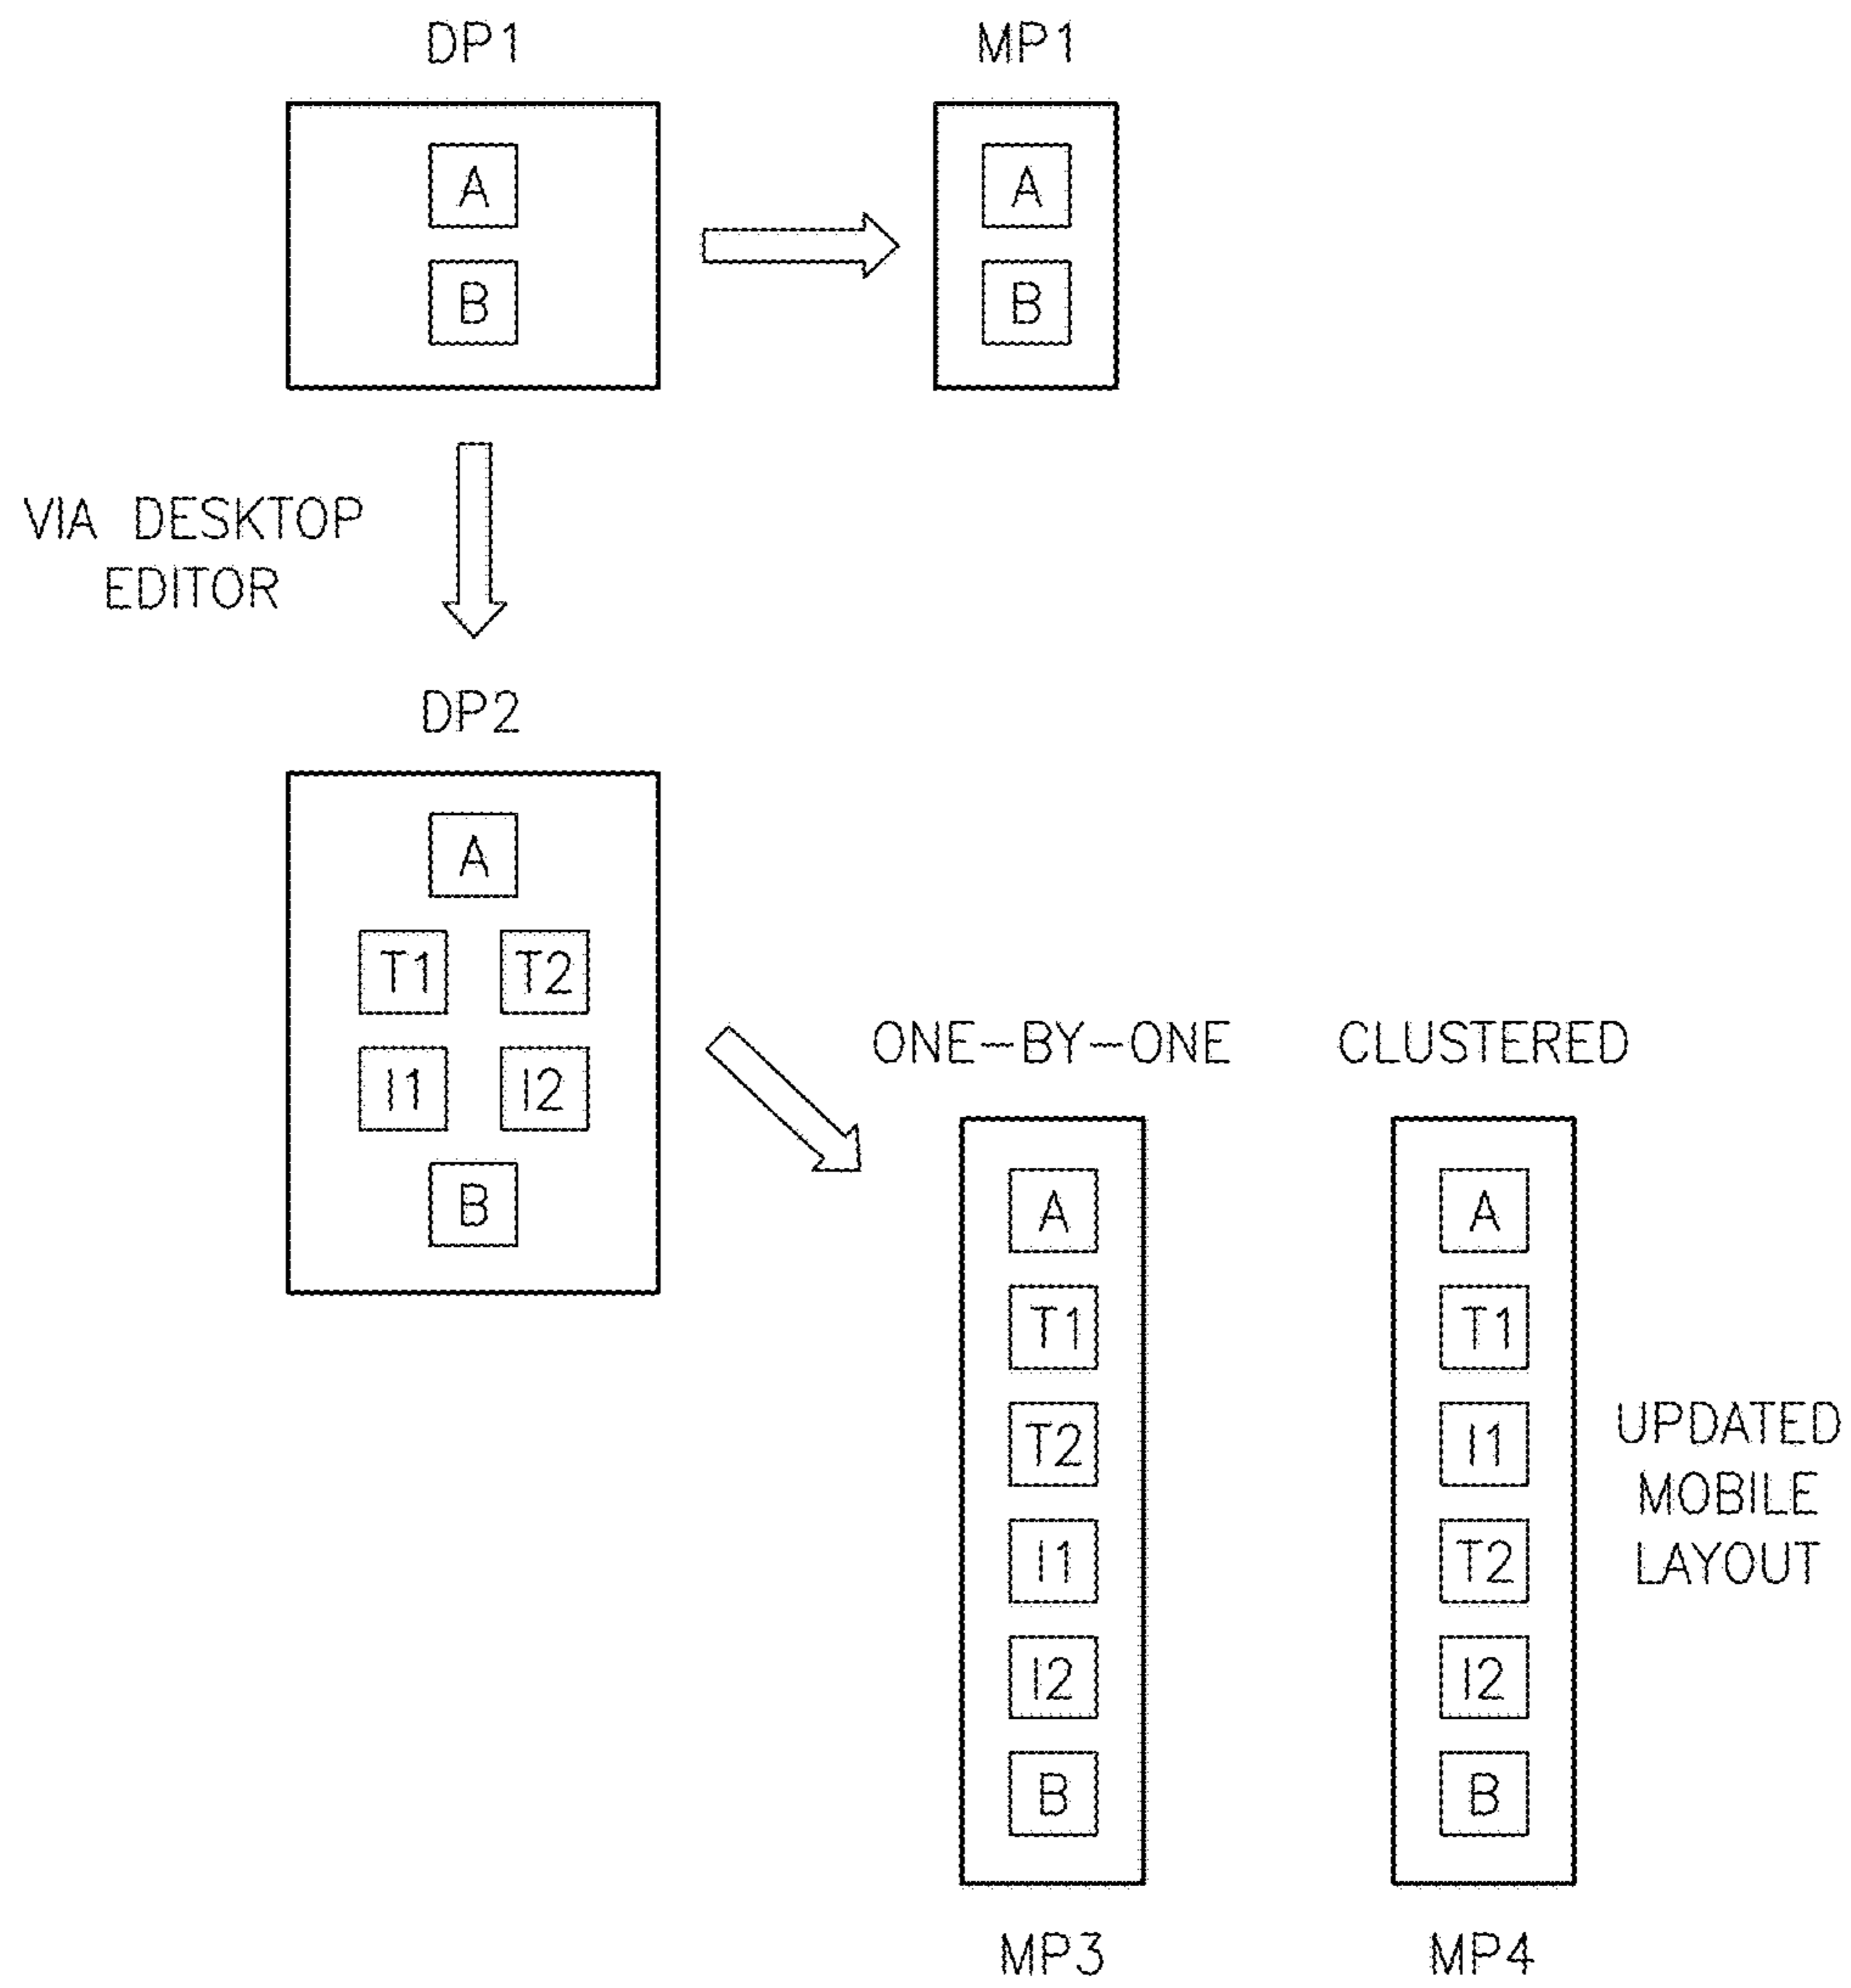 DP1
MP1
A
B
A
B
VIA DESKTOP
EDITOR
DP2
A
T1 T2
I1 I2
B
ONE-BY-ONE
CLUSTERED
A
T1
T2
I1
I2
B
MP3
A
T1
I1
T2
I2
B
MP4
UPDATED
MOBILE
LAYOUT